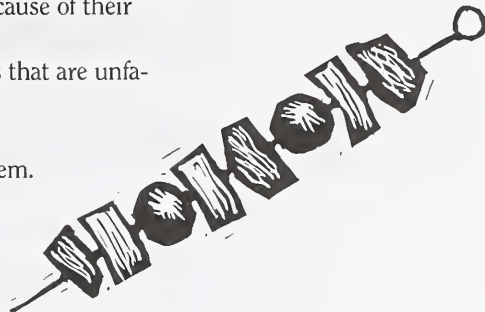 cause of their
s that are unfa-
em.